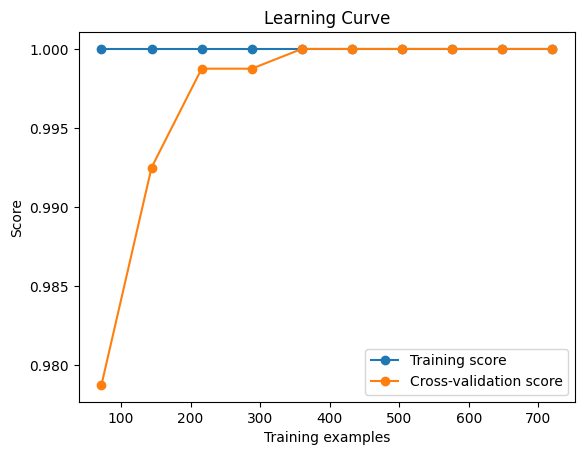 Learning Curve
1.000
0.995
0.990
0.985
0.980
Score
100 200 300 400 500 600 700
Training examples
Training score
Cross-validation score